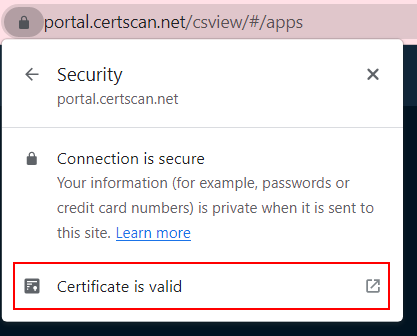 portal.certscan.net/csview/#/apps
Security
portal.certscan.net
Connection is secure
Your information (for example, passwords or
credit card numbers) is private when it is sent to
this site. Learn more
Certificate is valid